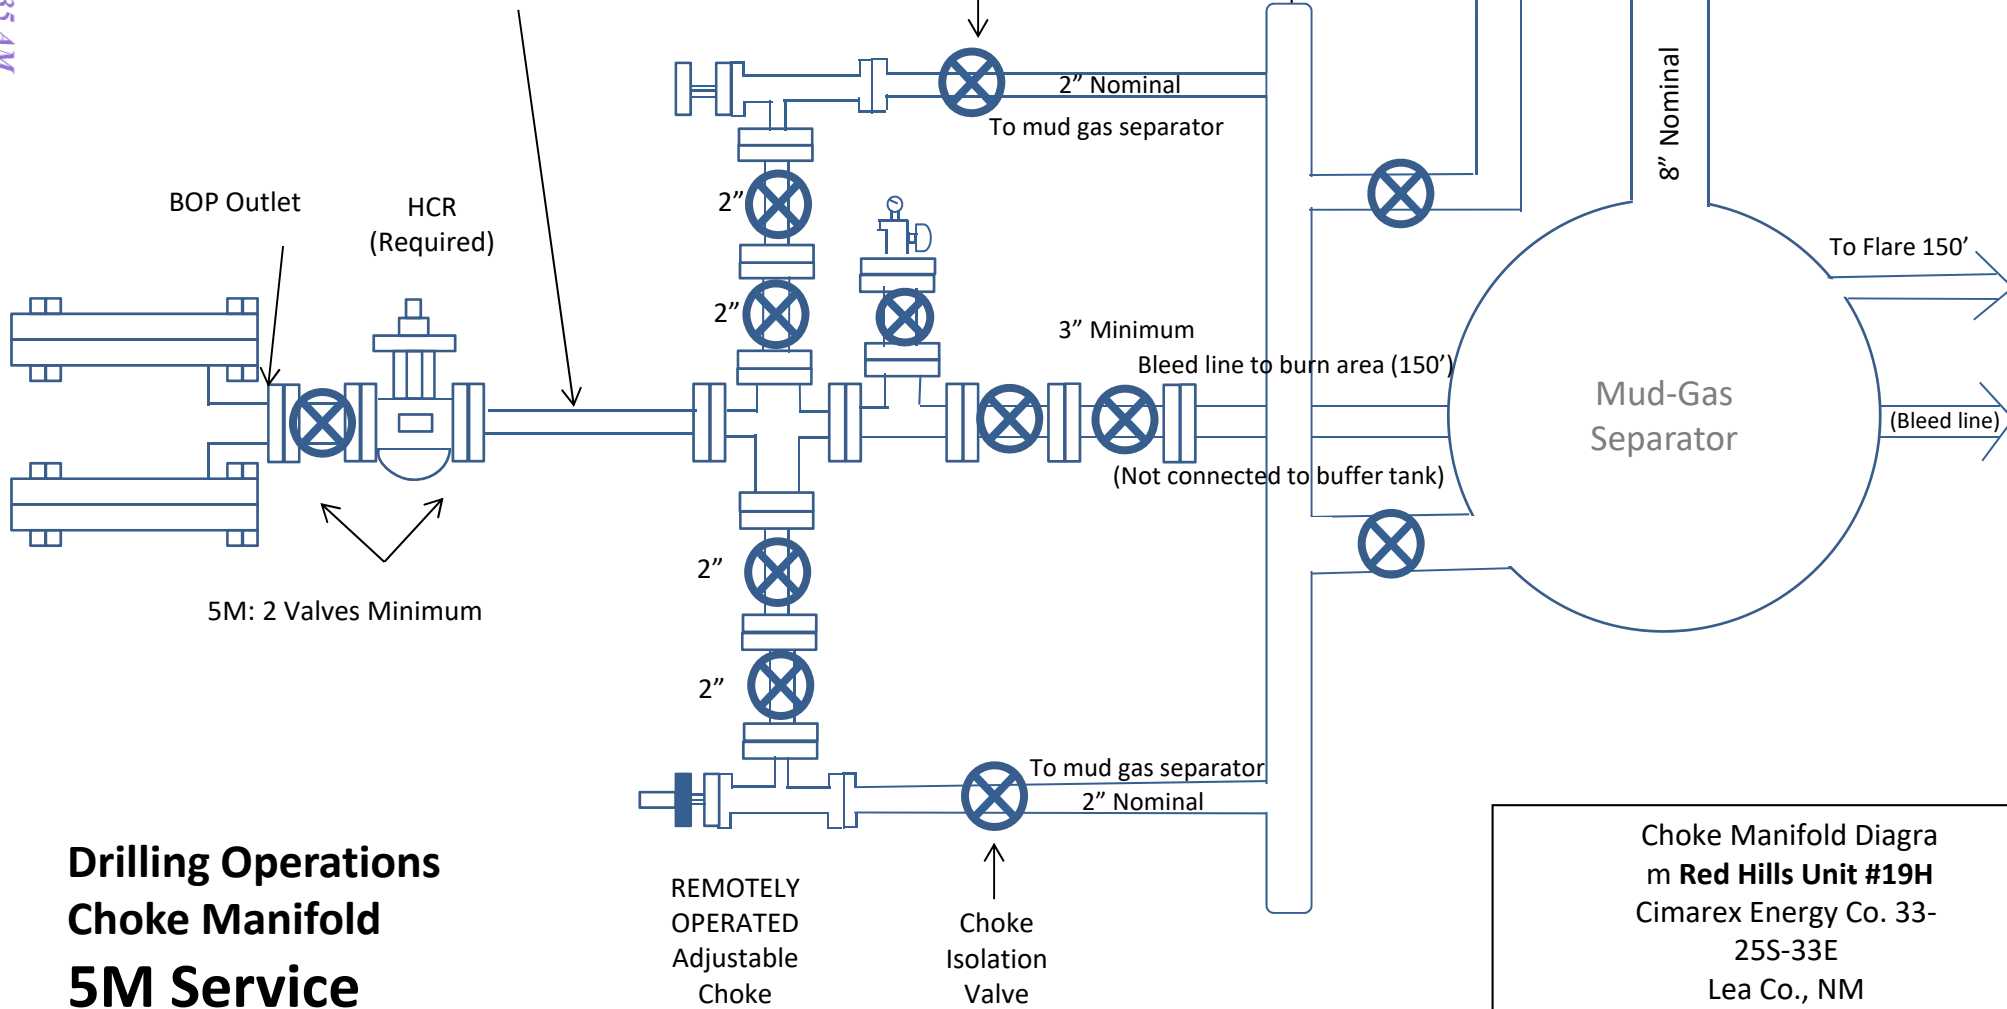 35 AM
2” Nominal
To mud gas separator
8” Nominal
BOP Outlet
HCR
(Required)
2”
2”
3” Minimum
Bleed line to burn area (150’)
To Flare 150’
Mud-Gas
Separator
(Bleed line)
(Not connected to buffer tank)
2”
5M: 2 Valves Minimum
2”
To mud gas separator
2” Nominal
Drilling Operations
Choke Manifold
5M Service
REMOTELY
OPERATED
Adjustable
Choke
Choke
Isolation
Valve
Choke Manifold Diagra
m Red Hills Unit #19H
Cimarex Energy Co. 33-
25S-33E
Lea Co., NM